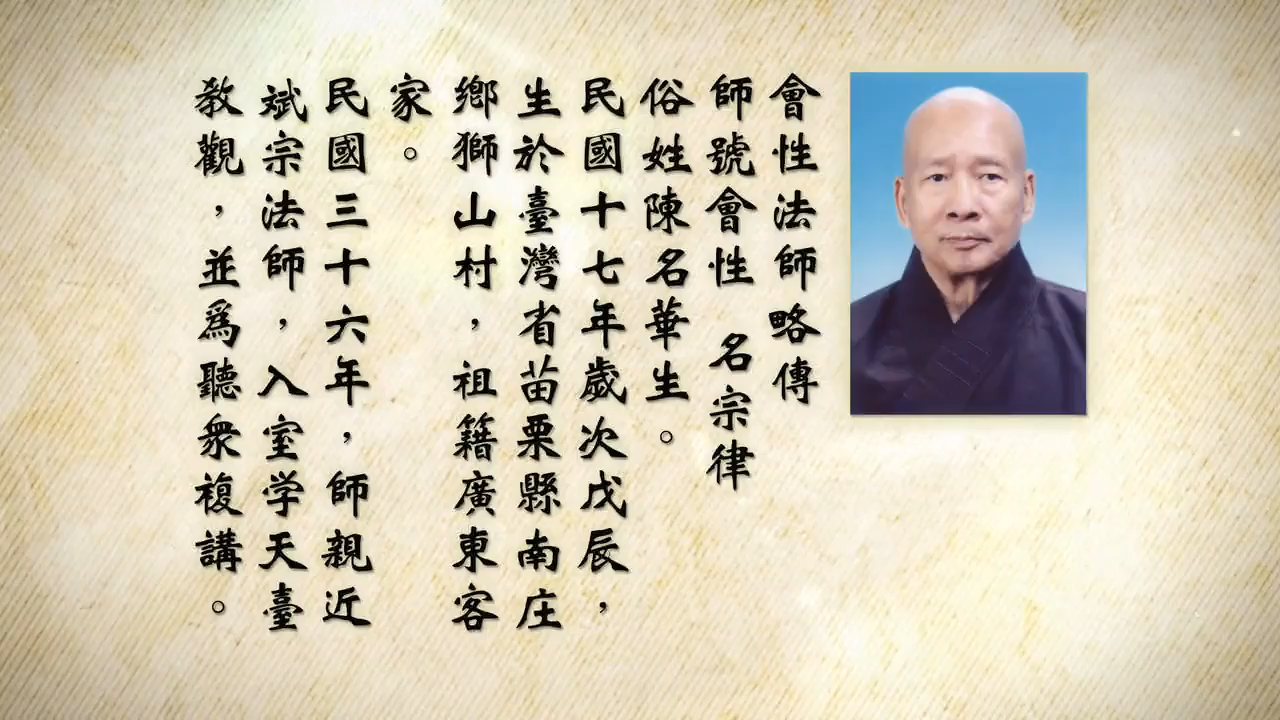 會性法師略傳
師號會性 名宗律
俗姓陳名華生。
民國十七年歲次戊辰，
生於臺灣省苗栗縣南庄
鄉獅山村，祖籍廣東客
家。
民國三十六年，師親近
斌宗法師，入室学天臺
教觀，並為聽衆複講。